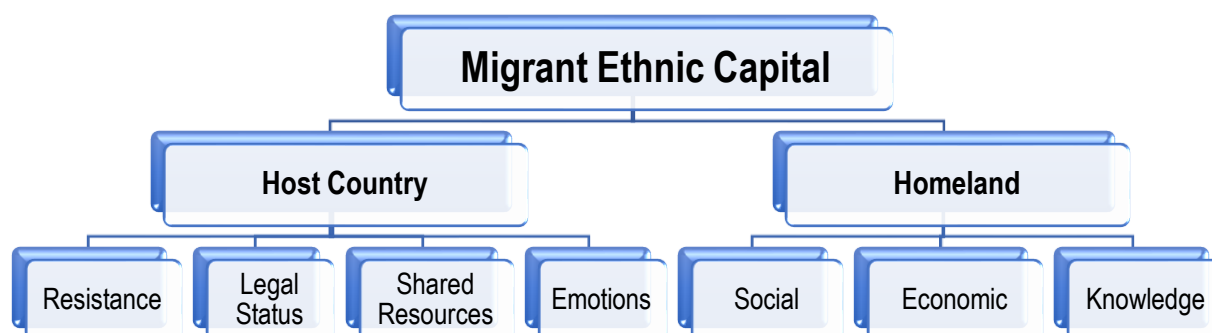 Migrant Ethnic Capital
Host Country
Homeland
Resistance
Legal
Status
Shared
Resources
Emotions
Social
Economic
Knowledge